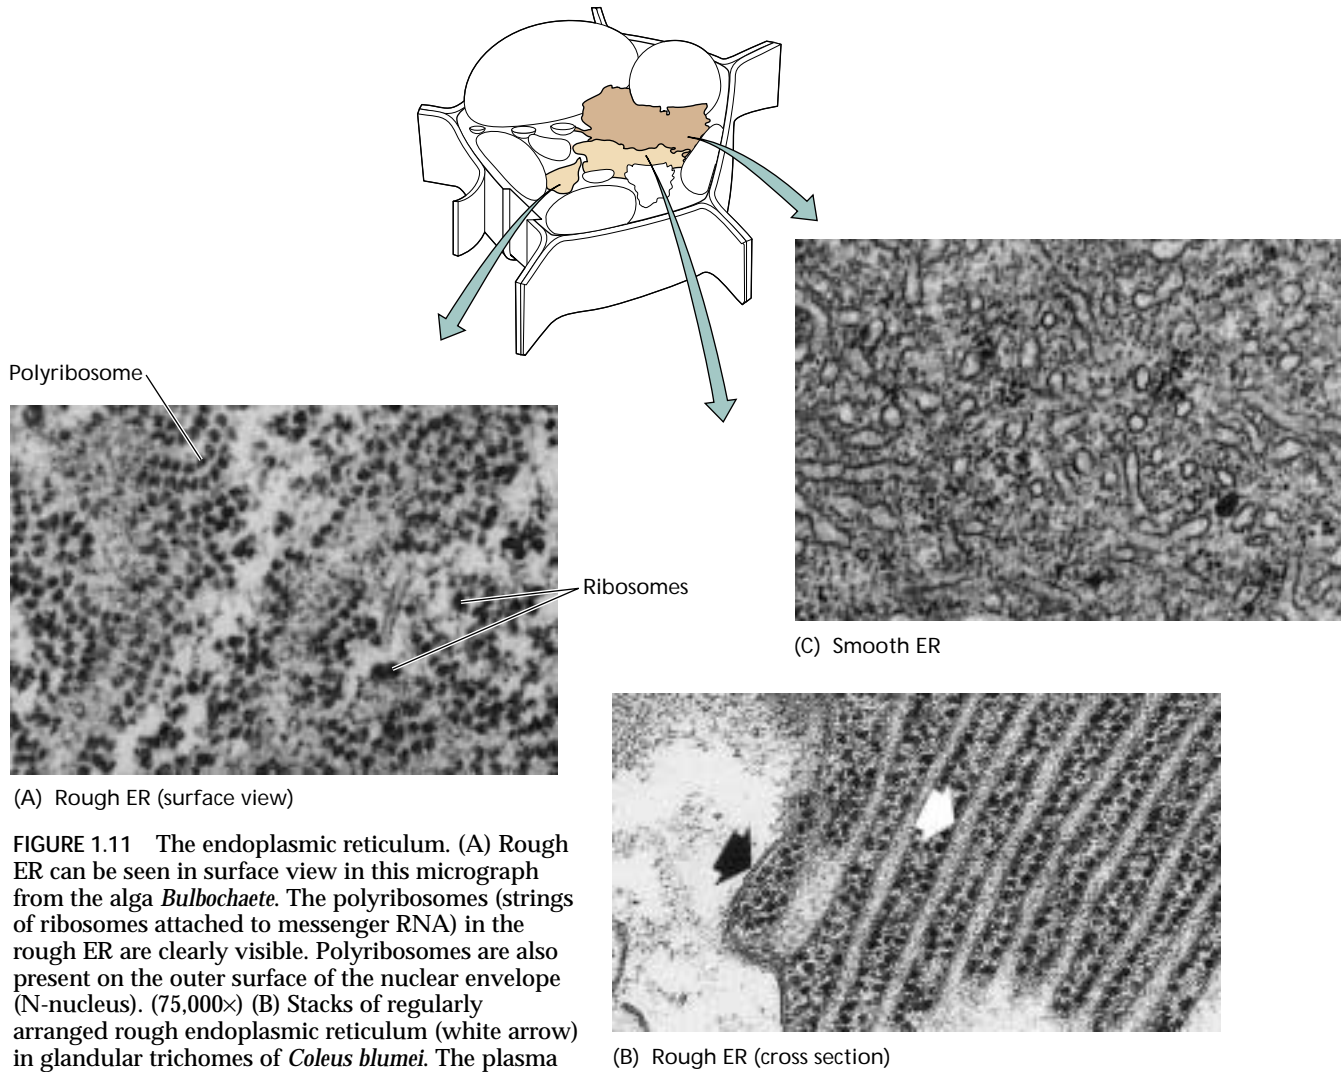 Polyribosome
Ribosomes
(C) Smooth ER
(A) Rough ER (surface view)
FIGURE 1.11 The endoplasmic reticulum. (A) Rough
ER can be seen in surface view in this micrograph
from the alga Bulbochaete. The polyribosomes (strings
of ribosomes attached to messenger RNA) in the
rough ER are clearly visible. Polyribosomes are also
present on the outer surface of the nuclear envelope
(N-nucleus). (75,000×) (B) Stacks of regularly
arranged rough endoplasmic reticulum (white arrow)
in glandular trichomes of Coleus blumei. The plasma
(B) Rough ER (cross section)